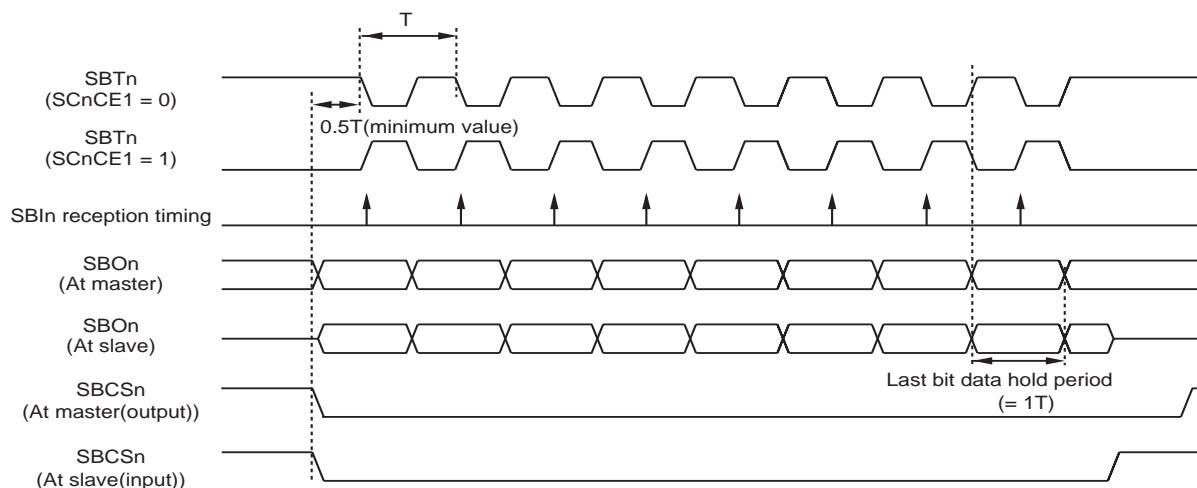 T
SBTn
(SCnCE1 = 0)
0.5T(minimum value)
SBTn
(SCnCE1 = 1)
SBIn reception timing
SBOn
(At master)
SBOn
(At slave)
Last bit data hold period
(= 1T)
SBCSn
(At master(output))
SBCSn
(At slave(input))